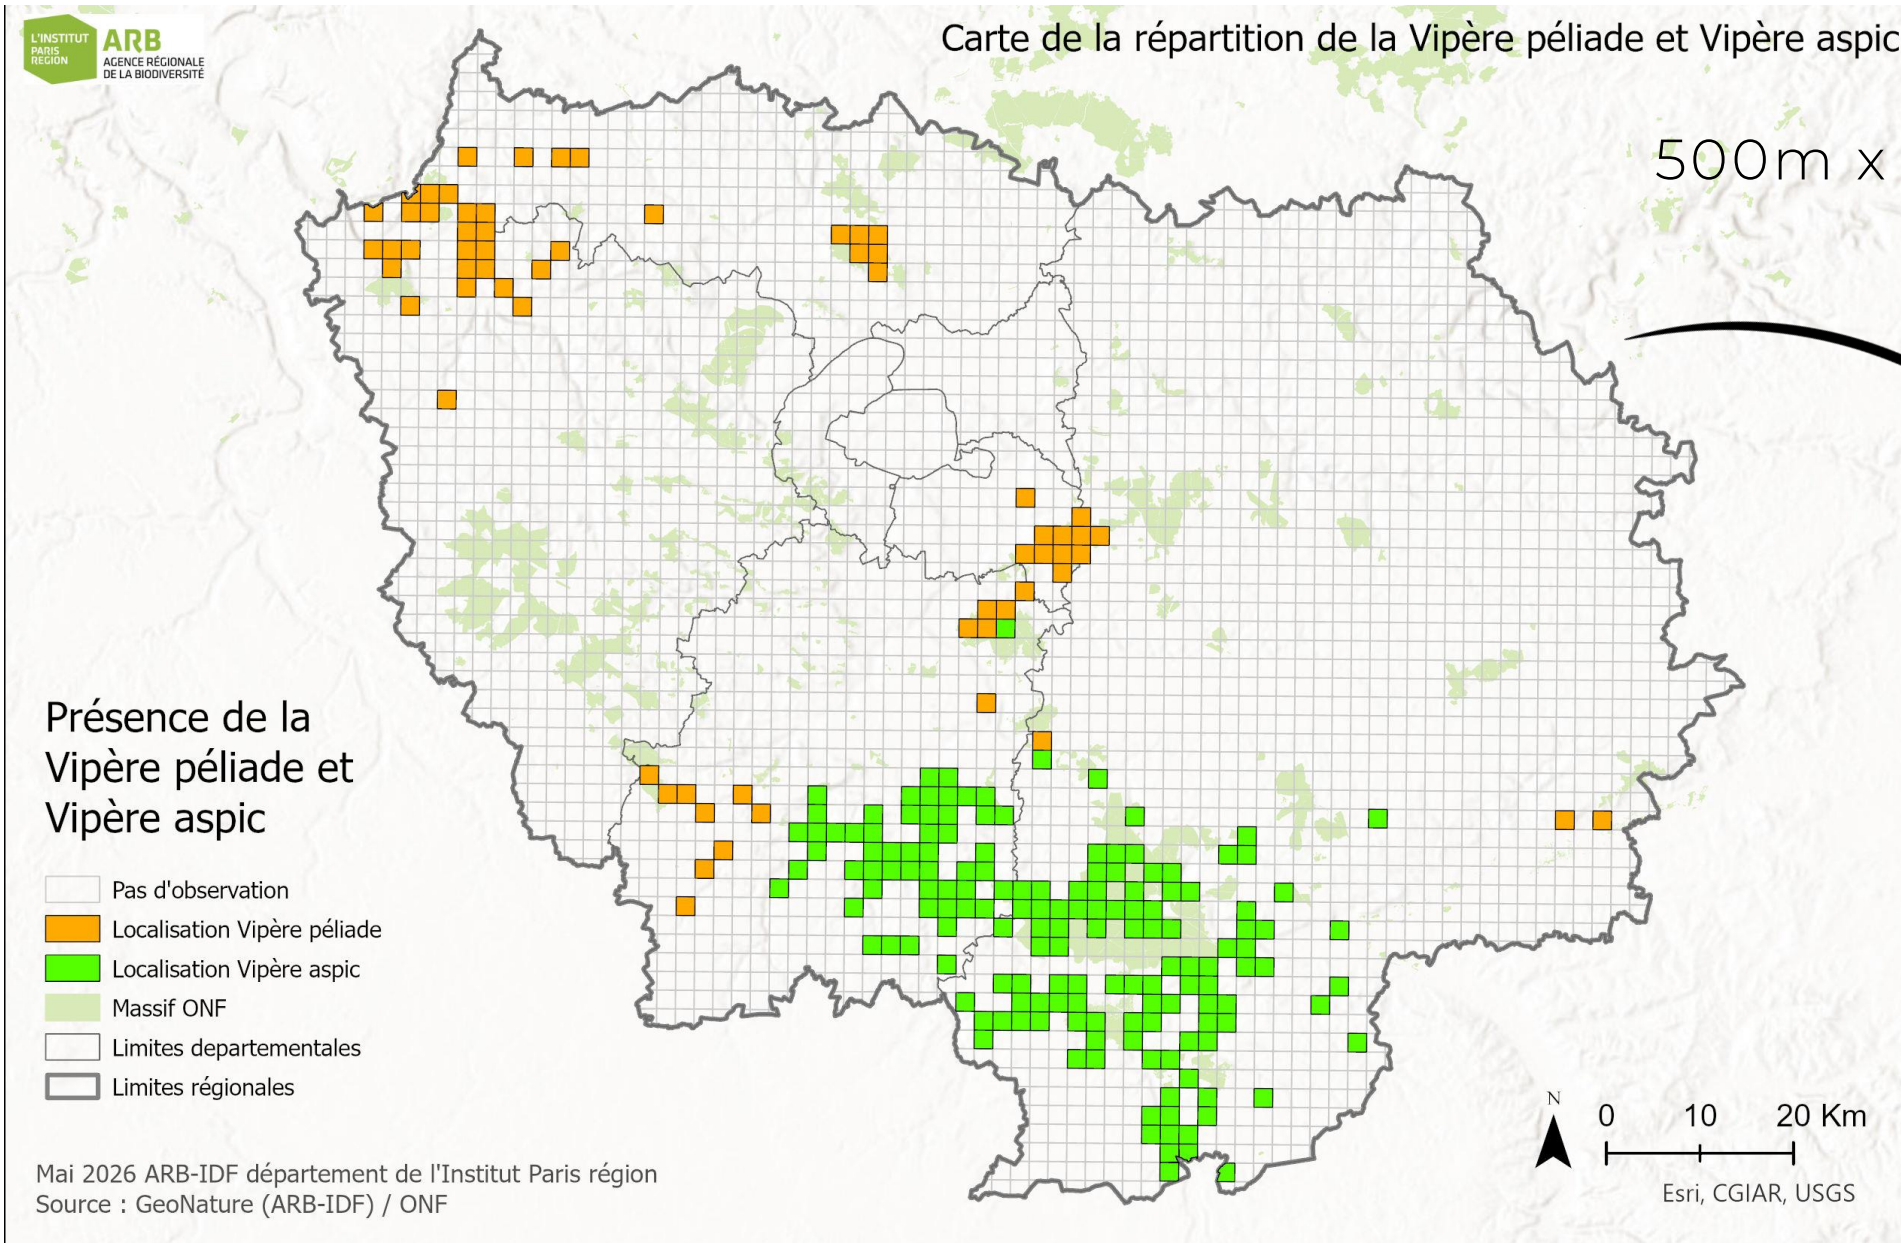 L'INSTITUT
PARIS
REGION
ARB
AGENCE RÉGIONALE
DE LA BIODIVERSITÉ
Carte de la répartition de la Vipère péliade et Vipère aspic
500m x
Présence de la
Vipère péliade et
Vipère aspic
Pas d'observation
Localisation Vipère péliade
Localisation Vipère aspic
Massif ONF
Limites departementales
Limites régionales
N
0 10 20 Km
Esri, CGIAR, USGS
Mai 2026 ARB-IDF département de l'Institut Paris région
Source : GeoNature (ARB-IDF) / ONF